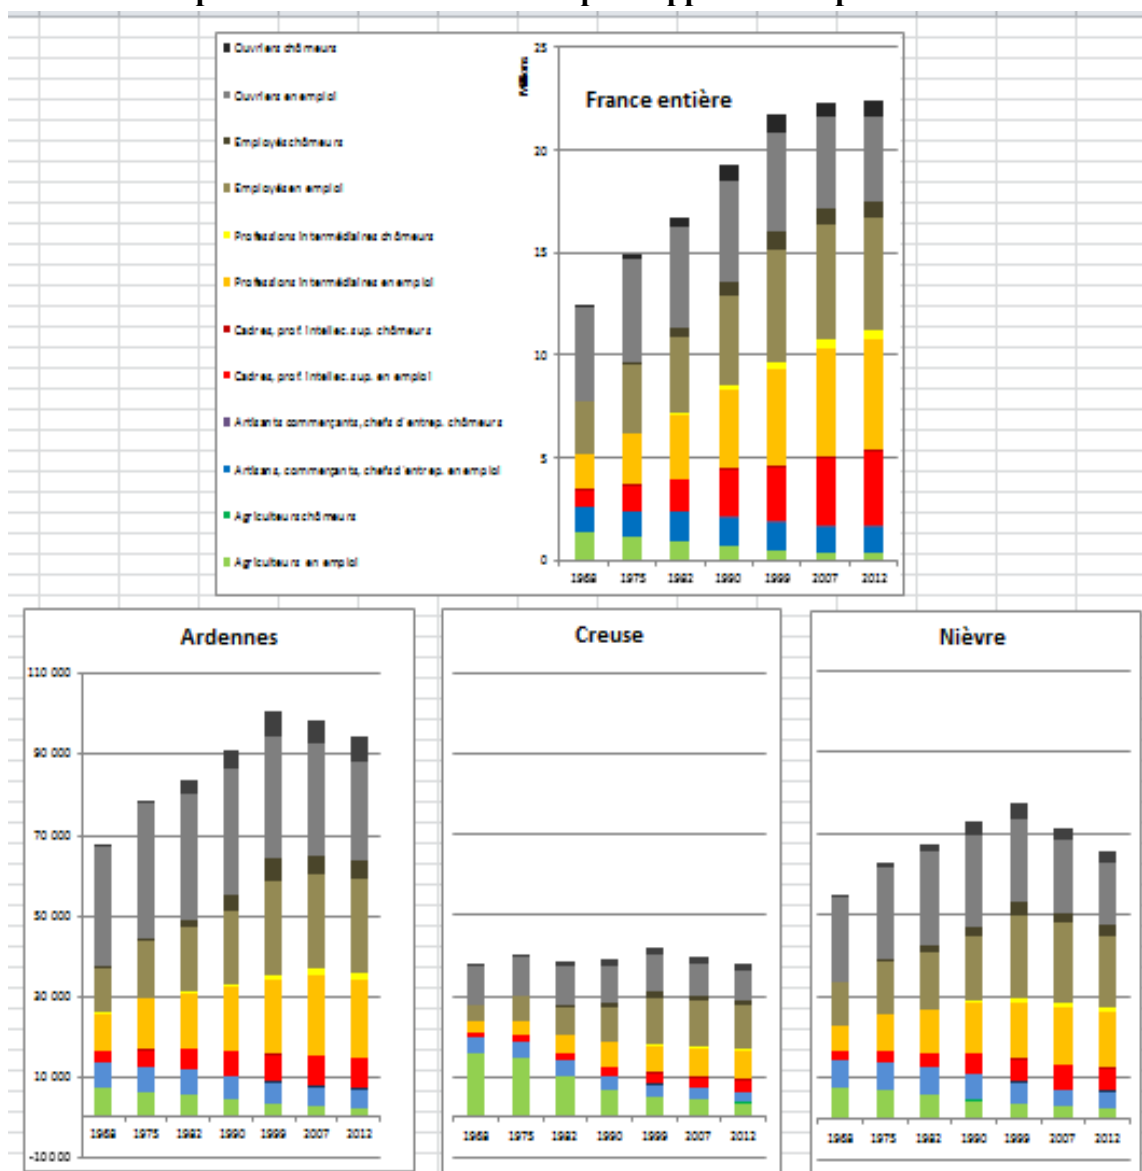 Ouvriers chômeurs
Ouvriers en emploi
Employés chômeurs
Employés en emploi
Professions intermédiaires chômeurs
Professions intermédiaires en emploi
Cadres, prof. intellec. sup. chômeurs
Cadres, prof. intellec. sup. en emploi
Artisants commerçants, chefs d'entrep. chômeurs
Artisans, commerçants, chefs d'entrep. en emploi
Agriculteurs chômeurs
Agriculteurs en emploi
Millions
France entière
25
20
15
10
5
0
1968 1975 1982 1990 1999 2007 2012
Ardennes
110 000
90 000
70 000
50 000
30 000
10 000
-10 000
1968 1975 1982 1990 1999 2007 2012
Creuse
1968 1975 1982 1990 1999 2007 2012
Nièvre
1968 1975 1982 1990 1999 2007 2012